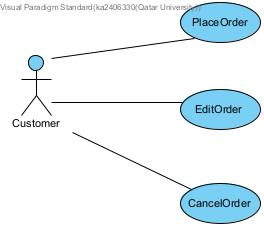 Visual Paradigm Standard(ka2406330(Qatar University))
PlaceOrder
EditOrder
Customer
CancelOrder